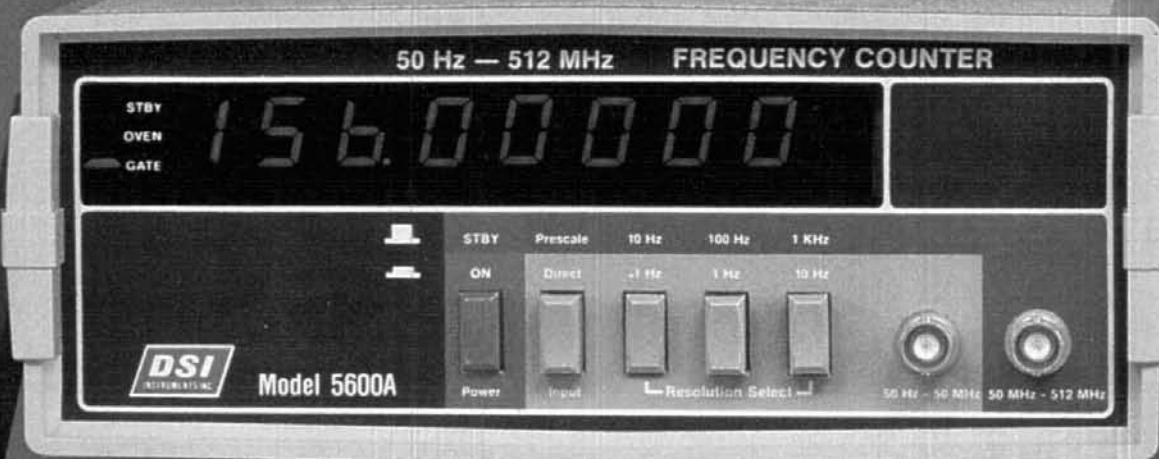 50 Hz — 512 MHz FREQUENCY COUNTER
STBY
OVEN
GATE
156.00000
STBY Prescale 10 Hz 100 Hz 1 KHz
ON Direct .1 Hz 1 Hz 10 Hz
DSI
INSTRUMENTS INC
Model 5600A
Power Input Resolution Select 50 Hz - 50 MHz 50 MHz - 512 MHz